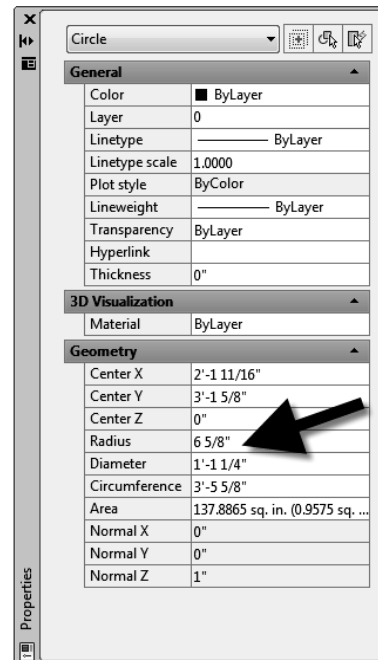 Circle
General
Color ByLayer
Layer 0
Linetype ByLayer
Linetype scale 1.0000
Plot style ByColor
Lineweight ByLayer
Transparency ByLayer
Hyperlink
Thickness 0"
3D Visualization
Material ByLayer
Geometry
Center X 2'-1 11/16"
Center Y 3'-1 5/8"
Center Z 0"
Radius 6 5/8"
Diameter 1'-1 1/4"
Circumference 3'-5 5/8"
Area 137.8865 sq. in. (0.9575 sq. ...
Normal X 0"
Normal Y 0"
Normal Z 1"
Properties